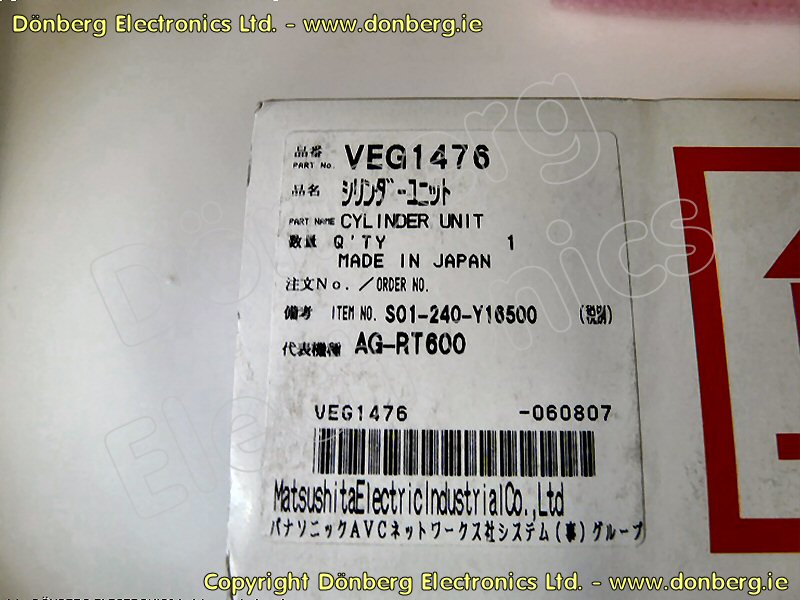 Dönberg Electronics Ltd. - www.donberg.ie
品番 PART No. VEG1476
品名 シリンダーユニット
PART NAME CYLINDER UNIT
数量 Q'TY 1
MADE IN JAPAN
注文No./ORDER NO.
備考 ITEM NO. S01-240-Y16500 (税別)
代表機種 AG-RT600
VEG1476 -060807
MatsushitaElectricIndustrialCo.,Ltd
パナソニックAVCネットワークス社システム(事)グループ
Dönberg
Electronics
Copyright Dönberg Electronics Ltd. - www.donberg.ie